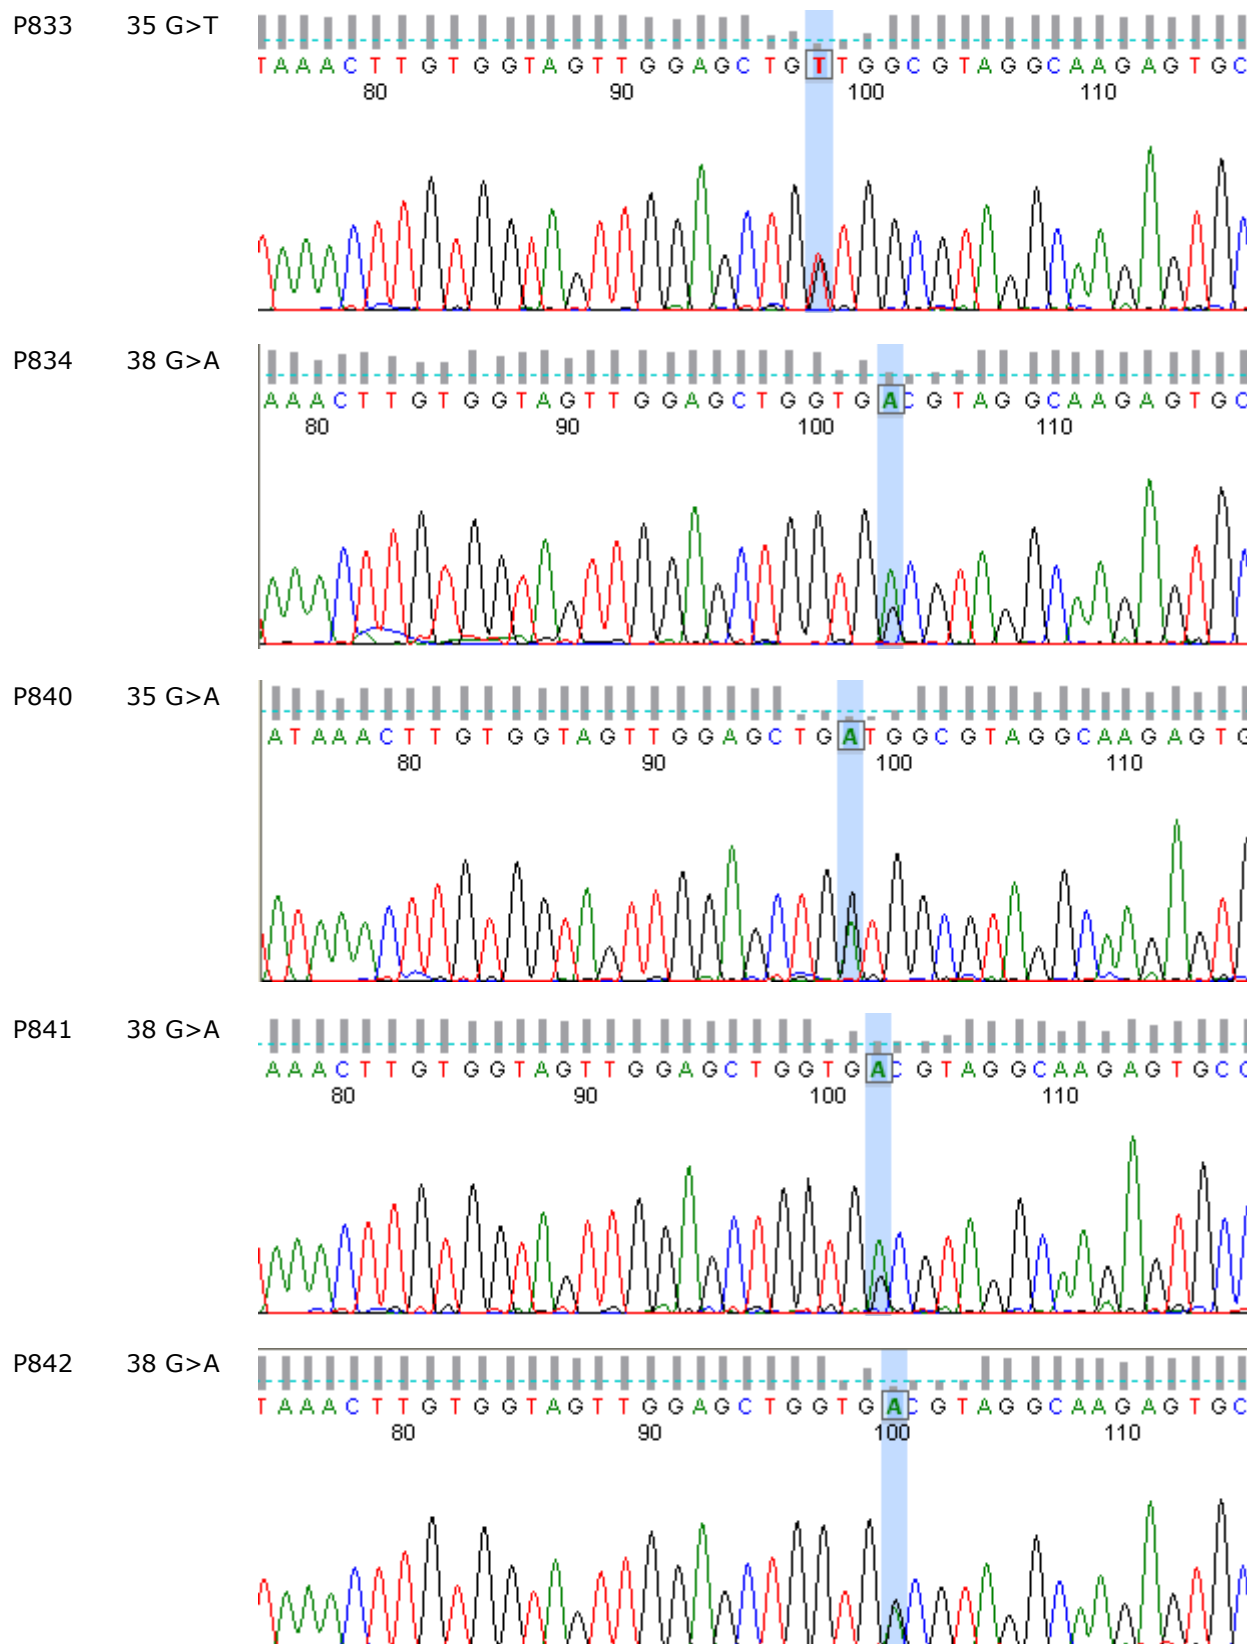 P833 35 G>T
TAAACTTGTGGTAGTTGGAGCTGTTGGCGTAGGCAAGAGTGC
80 90 100 110
P834 38 G>A
AAACTTGTGGTAGTTGGAGCTGGTGACGTAGGCAAGAGTGC
80 90 100 110
P840 35 G>A
ATAAACTTGTGGTAGTTGGAGCTGATGGCGTAGGCAAGAGTG
80 90 100 110
P841 38 G>A
AAACTTGTGGTAGTTGGAGCTGGTGACGTAGGCAAGAGTGCC
80 90 100 110
P842 38 G>A
TAAACTTGTGGTAGTTGGAGCTGGTGACGTAGGCAAGAGTGC
80 90 100 110